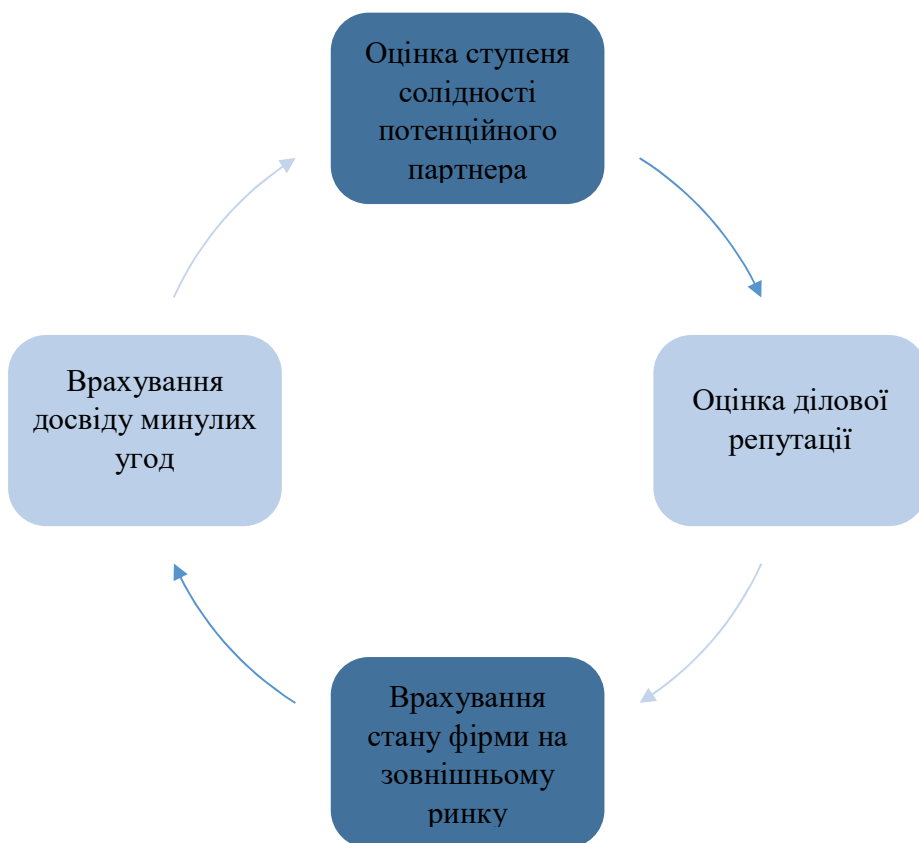 Оцінка ступеня
солідності
потенційного
партнера
Врахування
досвіду минулих
угод
Оцінка ділової
репутації
Врахування
стану фірми на
зовнішньому
ринку